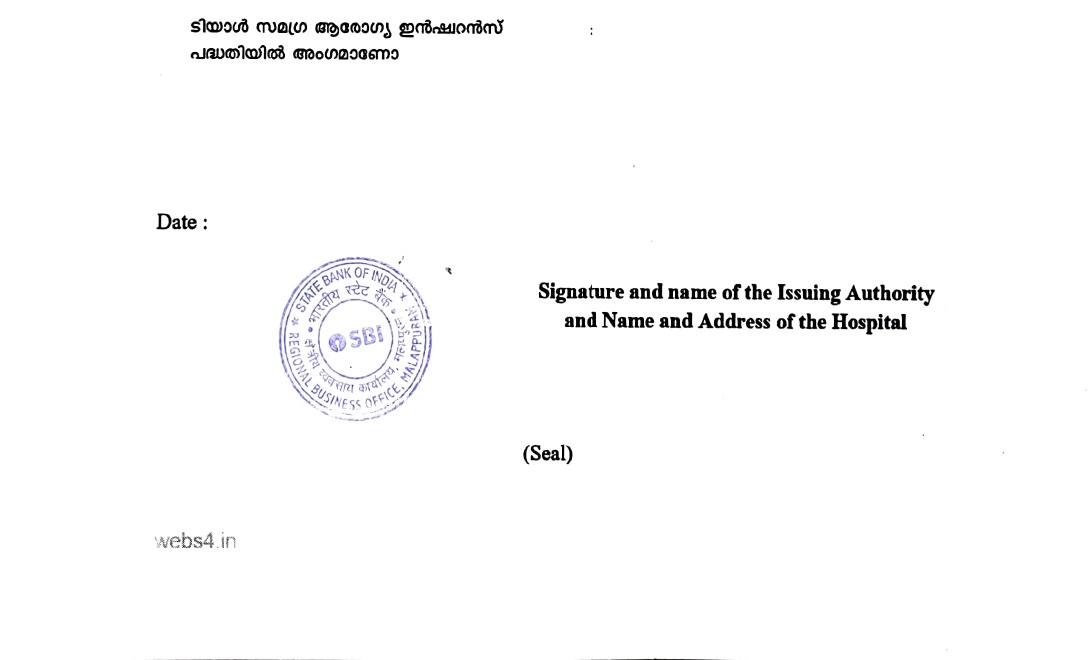 ടിയാൾ സമഗ്ര ആരോഗ്യ ഇൻഷ്വറൻസ് :
പദ്ധതിയിൽ അംഗമാണോ
Date :
Signature and name of the Issuing Authority
and Name and Address of the Hospital
★ STATE BANK OF INDIA ★
REGIONAL BUSINESS OFFICE, MALAPPURAM
भारतीय स्टेट बैंक
क्षेत्रीय व्यवसाय कार्यालय, मलप्पुरम
SBI
(Seal)
webs4.in